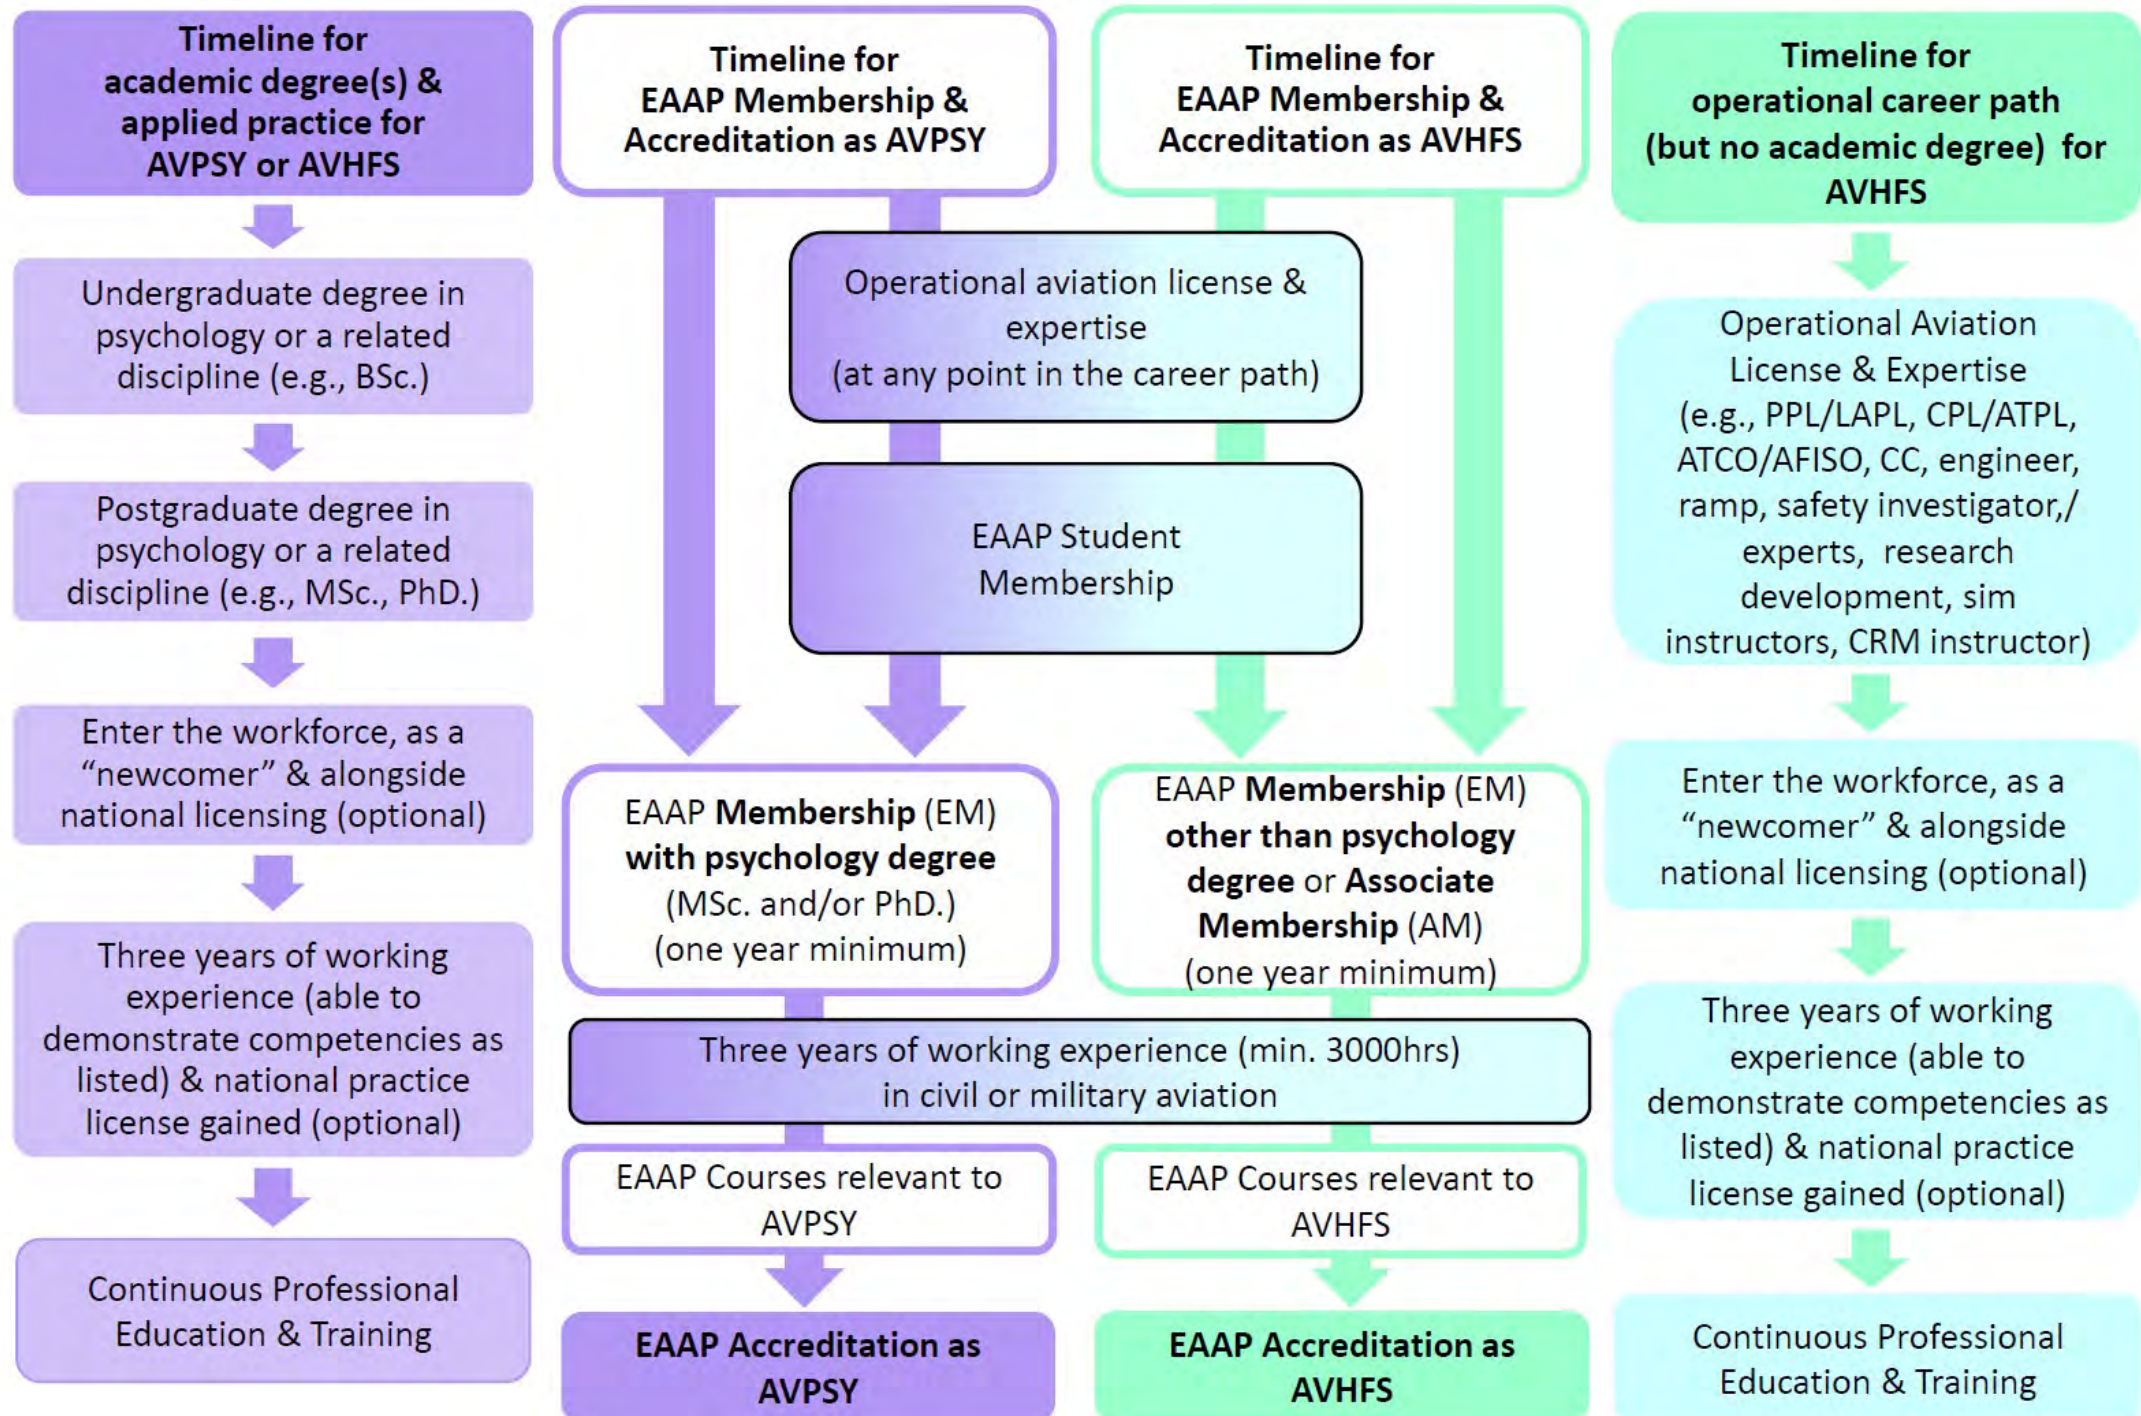 Timeline for
academic degree(s) &
applied practice for
AVPSY or AVHFS
Undergraduate degree in
psychology or a related
discipline (e.g., BSc.)
Postgraduate degree in
psychology or a related
discipline (e.g., MSc., PhD.)
Enter the workforce, as a
“newcomer” & alongside
national licensing (optional)
Three years of working
experience (able to
demonstrate competencies as
listed) & national practice
license gained (optional)
Continuous Professional
Education & Training
Timeline for
EAAP Membership &
Accreditation as AVPSY
Timeline for
EAAP Membership &
Accreditation as AVHFS
Operational aviation license &
expertise
(at any point in the career path)
EAAP Student
Membership
EAAP Membership (EM)
with psychology degree
(MSc. and/or PhD.)
(one year minimum)
EAAP Membership (EM)
other than psychology
degree or Associate
Membership (AM)
(one year minimum)
Three years of working experience (min. 3000hrs)
in civil or military aviation
EAAP Courses relevant to
AVPSY
EAAP Courses relevant to
AVHFS
EAAP Accreditation as
AVPSY
EAAP Accreditation as
AVHFS
Timeline for
operational career path
(but no academic degree) for
AVHFS
Operational Aviation
License & Expertise
(e.g., PPL/LAPL, CPL/ATPL,
ATCO/AFISO, CC, engineer,
ramp, safety investigator,/
experts, research
development, sim
instructors, CRM instructor)
Enter the workforce, as a
“newcomer” & alongside
national licensing (optional)
Three years of working
experience (able to
demonstrate competencies as
listed) & national practice
license gained (optional)
Continuous Professional
Education & Training